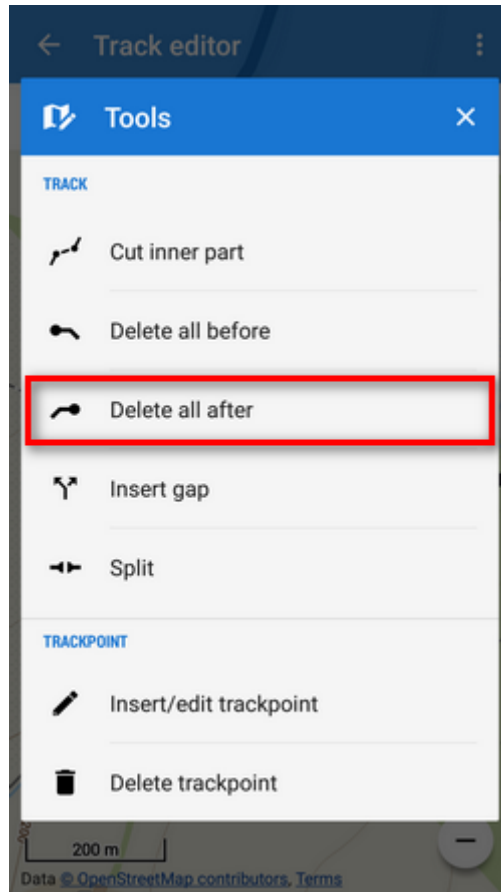 Track editor
Tools
TRACK
Cut inner part
Delete all before
Delete all after
Insert gap
Split
TRACKPOINT
Insert/edit trackpoint
Delete trackpoint
200 m
Data © OpenStreetMap contributors, Terms